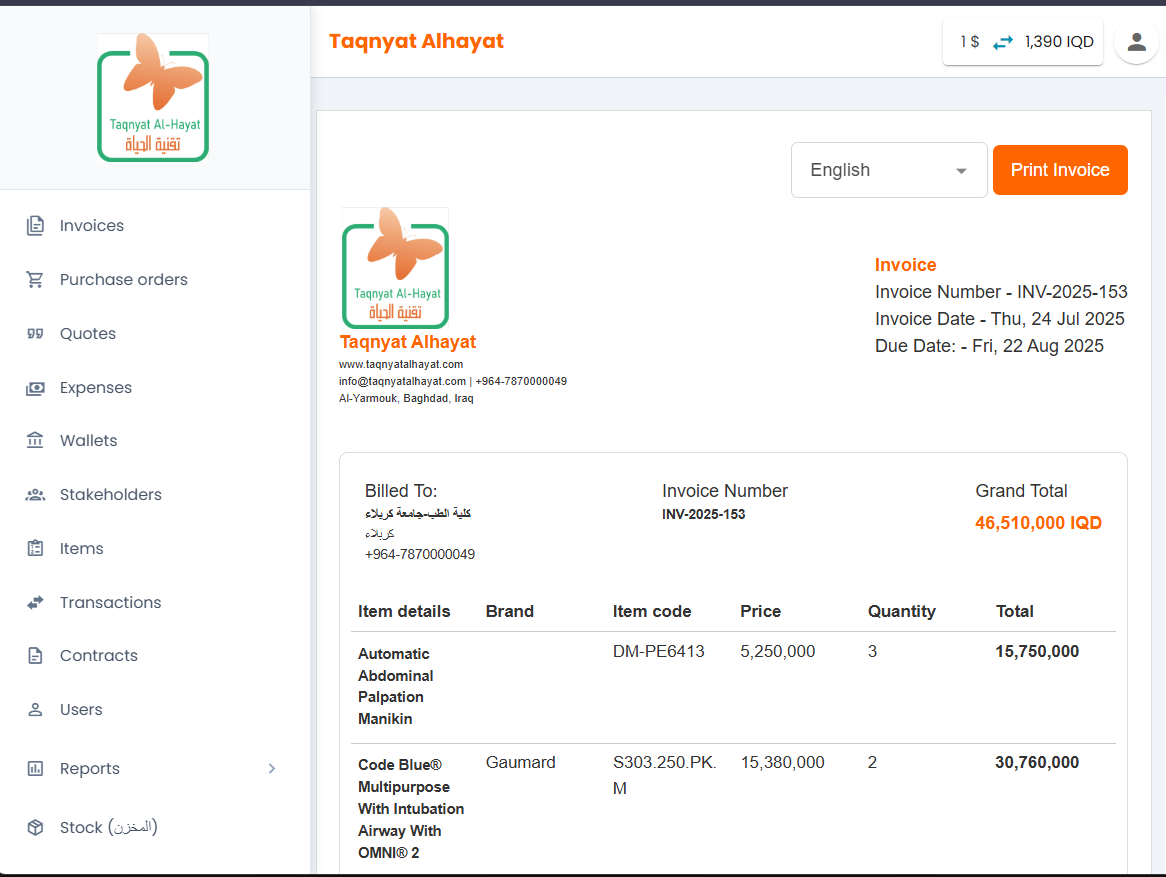 Taqnyat Al-Hayat
تقنية الحياة
Invoices
Purchase orders
Quotes
Expenses
Wallets
Stakeholders
Items
Transactions
Contracts
Users
Reports
Stock (المخزن)
Taqnyat Alhayat
1 $ 1,390 IQD
English
Print Invoice
Taqnyat Al-Hayat
تقنية الحياة
Taqnyat Alhayat
www.taqnyatalhayat.com
info@taqnyatalhayat.com | +964-7870000049
Al-Yarmouk, Baghdad, Iraq
Invoice
Invoice Number - INV-2025-153
Invoice Date - Thu, 24 Jul 2025
Due Date: - Fri, 22 Aug 2025
Billed To:
كلية الطب-جامعة كربلاء
كربلاء
+964-7870000049
Invoice Number
INV-2025-153
Grand Total
46,510,000 IQD
Item details Brand Item code Price Quantity Total
Automatic DM-PE6413 5,250,000 3 15,750,000
Abdominal
Palpation
Manikin
Code Blue® Gaumard S303.250.PK. 15,380,000 2 30,760,000
Multipurpose M
With Intubation
Airway With
OMNI® 2